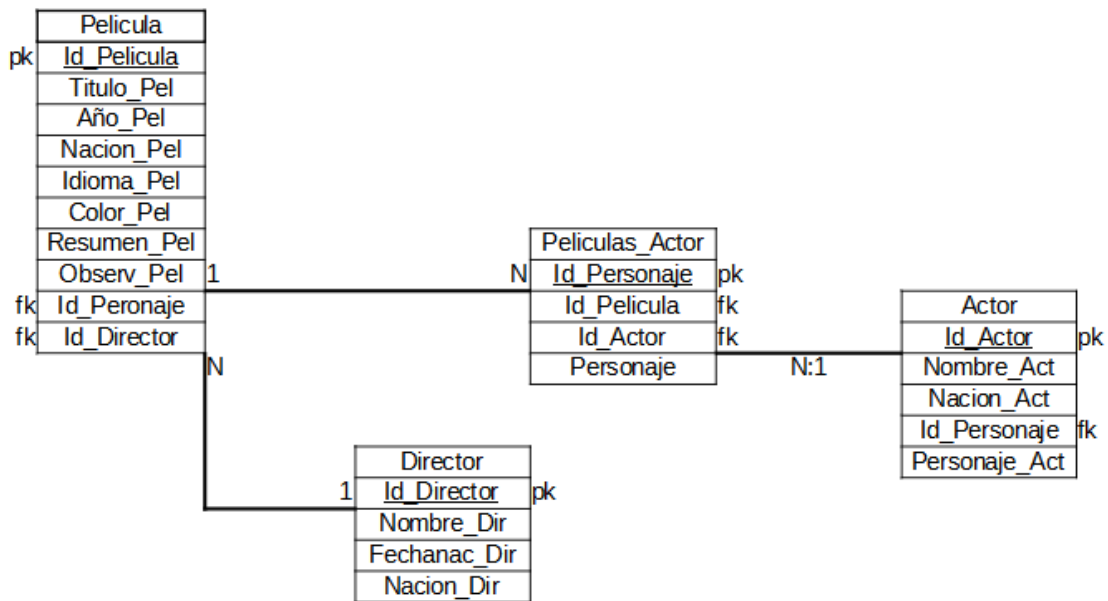 Pelicula
pk Id_Pelicula
Titulo_Pel
Año_Pel
Nacion_Pel
Idioma_Pel
Color_Pel
Resumen_Pel
Observ_Pel 1
fk Id_Peronaje
fk Id_Director
N
Peliculas_Actor
N Id_Personaje pk
Id_Pelicula fk
Id_Actor fk
Personaje
N:1
Actor
Id_Actor pk
Nombre_Act
Nacion_Act
Id_Personaje fk
Personaje_Act
Director
1 Id_Director pk
Nombre_Dir
Fechanac_Dir
Nacion_Dir